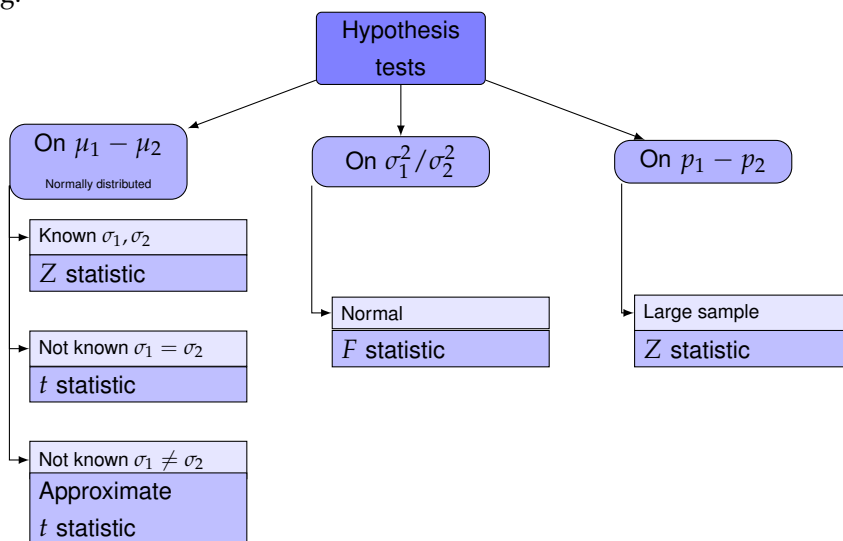 g.
Hypothesis
tests
On μ₁ − μ₂
Normally distributed
On σ₁²/σ₂²
On p₁ − p₂
Known σ₁, σ₂
Z statistic
Not known σ₁ = σ₂
t statistic
Not known σ₁ ≠ σ₂
Approximate
t statistic
Normal
F statistic
Large sample
Z statistic